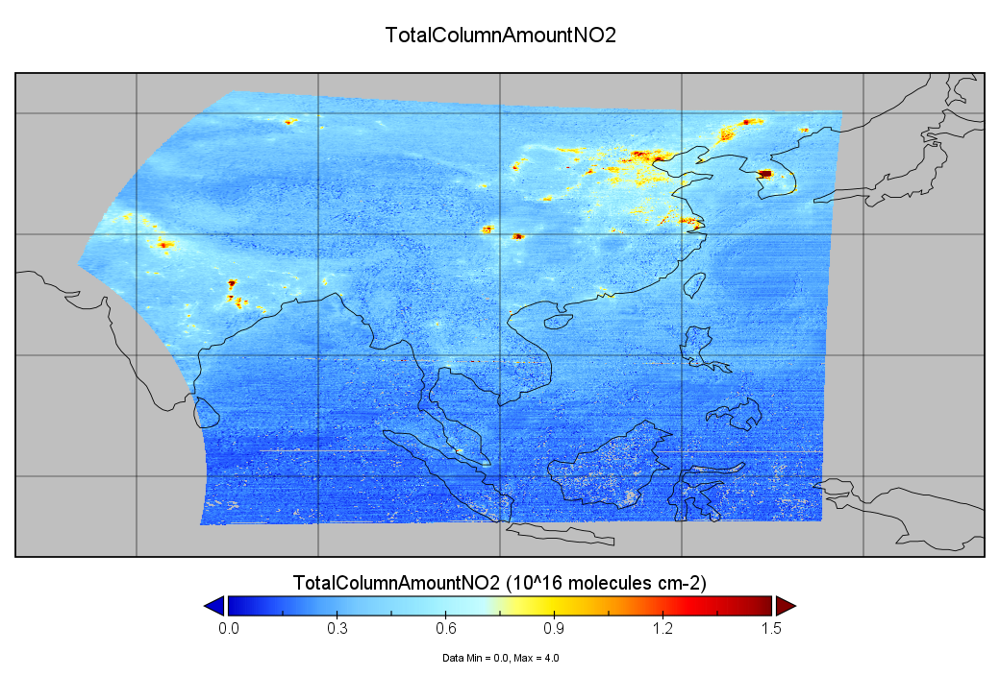 TotalColumnAmountNO2
TotalColumnAmountNO2 (10^16 molecules cm-2)
0.0 0.3 0.6 0.9 1.2 1.5
Data Min = 0.0, Max = 4.0